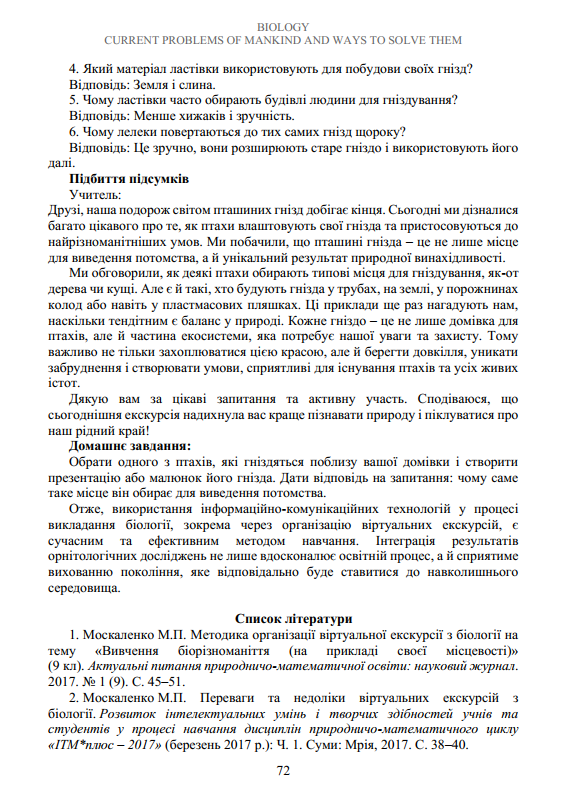 BIOLOGY
CURRENT PROBLEMS OF MANKIND AND WAYS TO SOLVE THEM
4. Який матеріал ластівки використовують для побудови своїх гнізд?
Відповідь: Земля і слина.
5. Чому ластівки часто обирають будівлі людини для гніздування?
Відповідь: Менше хижаків і зручність.
6. Чому лелеки повертаються до тих самих гнізд щороку?
Відповідь: Це зручно, вони розширюють старе гніздо і використовують його
далі.
Підбиття підсумків
Учитель:
Друзі, наша подорож світом пташиних гнізд добігає кінця. Сьогодні ми дізналися
багато цікавого про те, як птахи влаштовують свої гнізда та пристосовуються до
найрізноманітніших умов. Ми побачили, що пташині гнізда – це не лише місце
для виведення потомства, а й унікальний результат природної винахідливості.
Ми обговорили, як деякі птахи обирають типові місця для гніздування, як-от
дерева чи кущі. Але є й такі, хто будують гнізда у трубах, на землі, у порожнинах
колод або навіть у пластмасових пляшках. Ці приклади ще раз нагадують нам,
наскільки тендітним є баланс у природі. Кожне гніздо – це не лише домівка для
птахів, але й частина екосистеми, яка потребує нашої уваги та захисту. Тому
важливо не тільки захоплюватися цією красою, але й берегти довкілля, уникати
забруднення і створювати умови, сприятливі для існування птахів та усіх живих
істот.
Дякую вам за цікаві запитання та активну участь. Сподіваюся, що
сьогоднішня екскурсія надихнула вас краще пізнавати природу і піклуватися про
наш рідний край!
Домашнє завдання:
Обрати одного з птахів, які гніздяться поблизу вашої домівки і створити
презентацію або малюнок його гнізда. Дати відповідь на запитання: чому саме
таке місце він обирає для виведення потомства.
Отже, використання інформаційно-комунікаційних технологій у процесі
викладання біології, зокрема через організацію віртуальних екскурсій, є
сучасним та ефективним методом навчання. Інтеграція результатів
орнітологічних досліджень не лише вдосконалює освітній процес, а й сприятиме
вихованню покоління, яке відповідально буде ставитися до навколишнього
середовища.
Список літератури
1. Москаленко М.П. Методика організації віртуальної екскурсії з біології на
тему «Вивчення біорізноманіття (на прикладі своєї місцевості)»
(9 кл). Актуальні питання природничо-математичної освіти: науковий журнал.
2017. № 1 (9). С. 45–51.
2. Москаленко М.П. Переваги та недоліки віртуальних екскурсій з
біології. Розвиток інтелектуальних умінь і творчих здібностей учнів та
студентів у процесі навчання дисциплін природничо-математичного циклу
«ІТМ*плюс – 2017» (березень 2017 р.): Ч. 1. Суми: Мрія, 2017. С. 38–40.
72